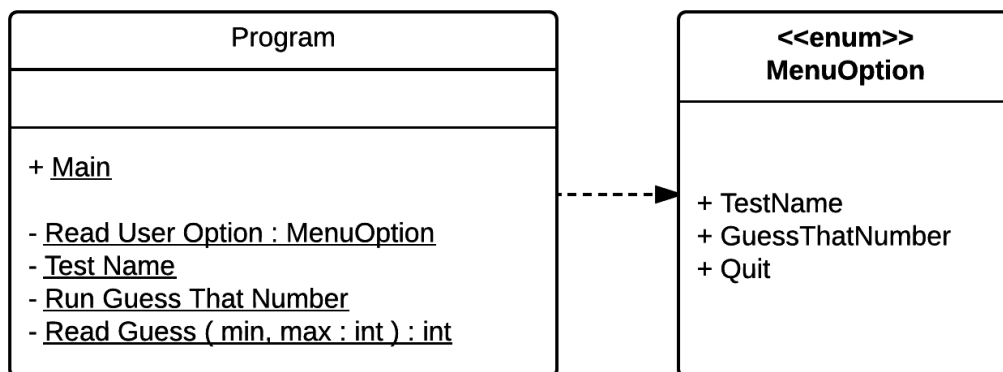 Program
+ Main
- Read User Option : MenuOption
- Test Name
- Run Guess That Number
- Read Guess ( min, max : int ) : int
<<enum>>
MenuOption
+ TestName
+ GuessThatNumber
+ Quit